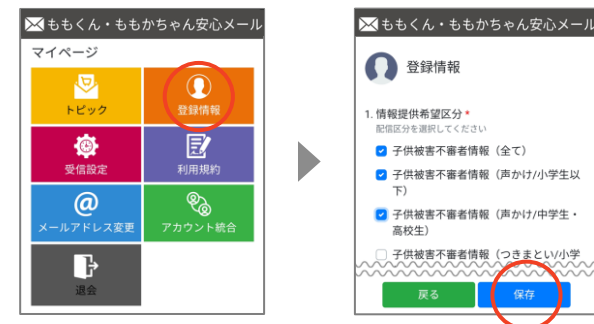 ももくん・ももかちゃん安心メール
マイページ
トピック
登録情報
受信設定
利用規約
@
メールアドレス変更
アカウント統合
退会
ももくん・ももかちゃん安心メール
登録情報
1. 情報提供希望区分 *
配信区分を選択してください
子供被害不審者情報（全て）
子供被害不審者情報（声かけ/小学生以
下）
子供被害不審者情報（声かけ/中学生・
高校生）
子供被害不審者情報（つきまとい/小学
戻る
保存